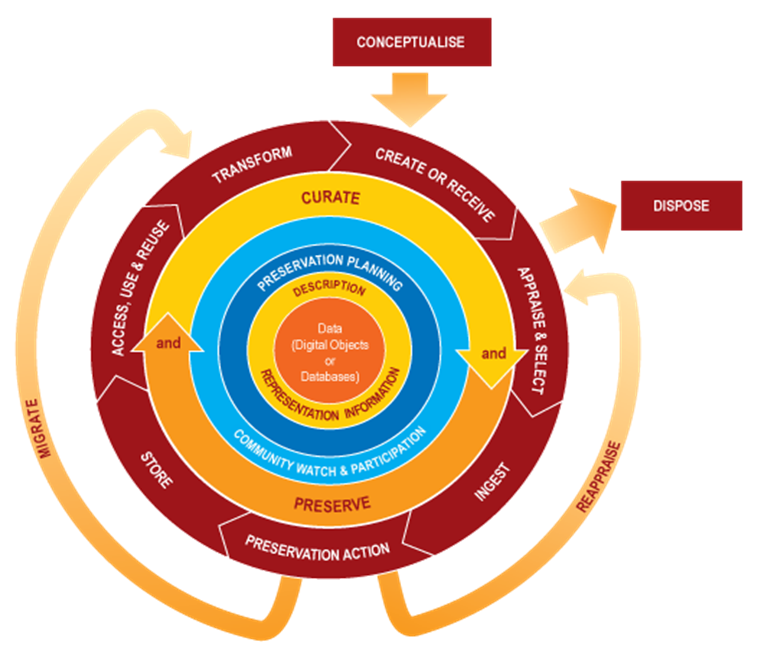 CONCEPTUALISE
TRANSFORM
CREATE OR RECEIVE
CURATE
DISPOSE
ACCESS, USE & REUSE
PRESERVATION PLANNING
DESCRIPTION
APPRAISE & SELECT
Data
(Digital Objects
or
Databases)
and
and
REPRESENTATION INFORMATION
COMMUNITY WATCH & PARTICIPATION
MIGRATE
STORE
INGEST
REAPPRAISE
PRESERVE
PRESERVATION ACTION